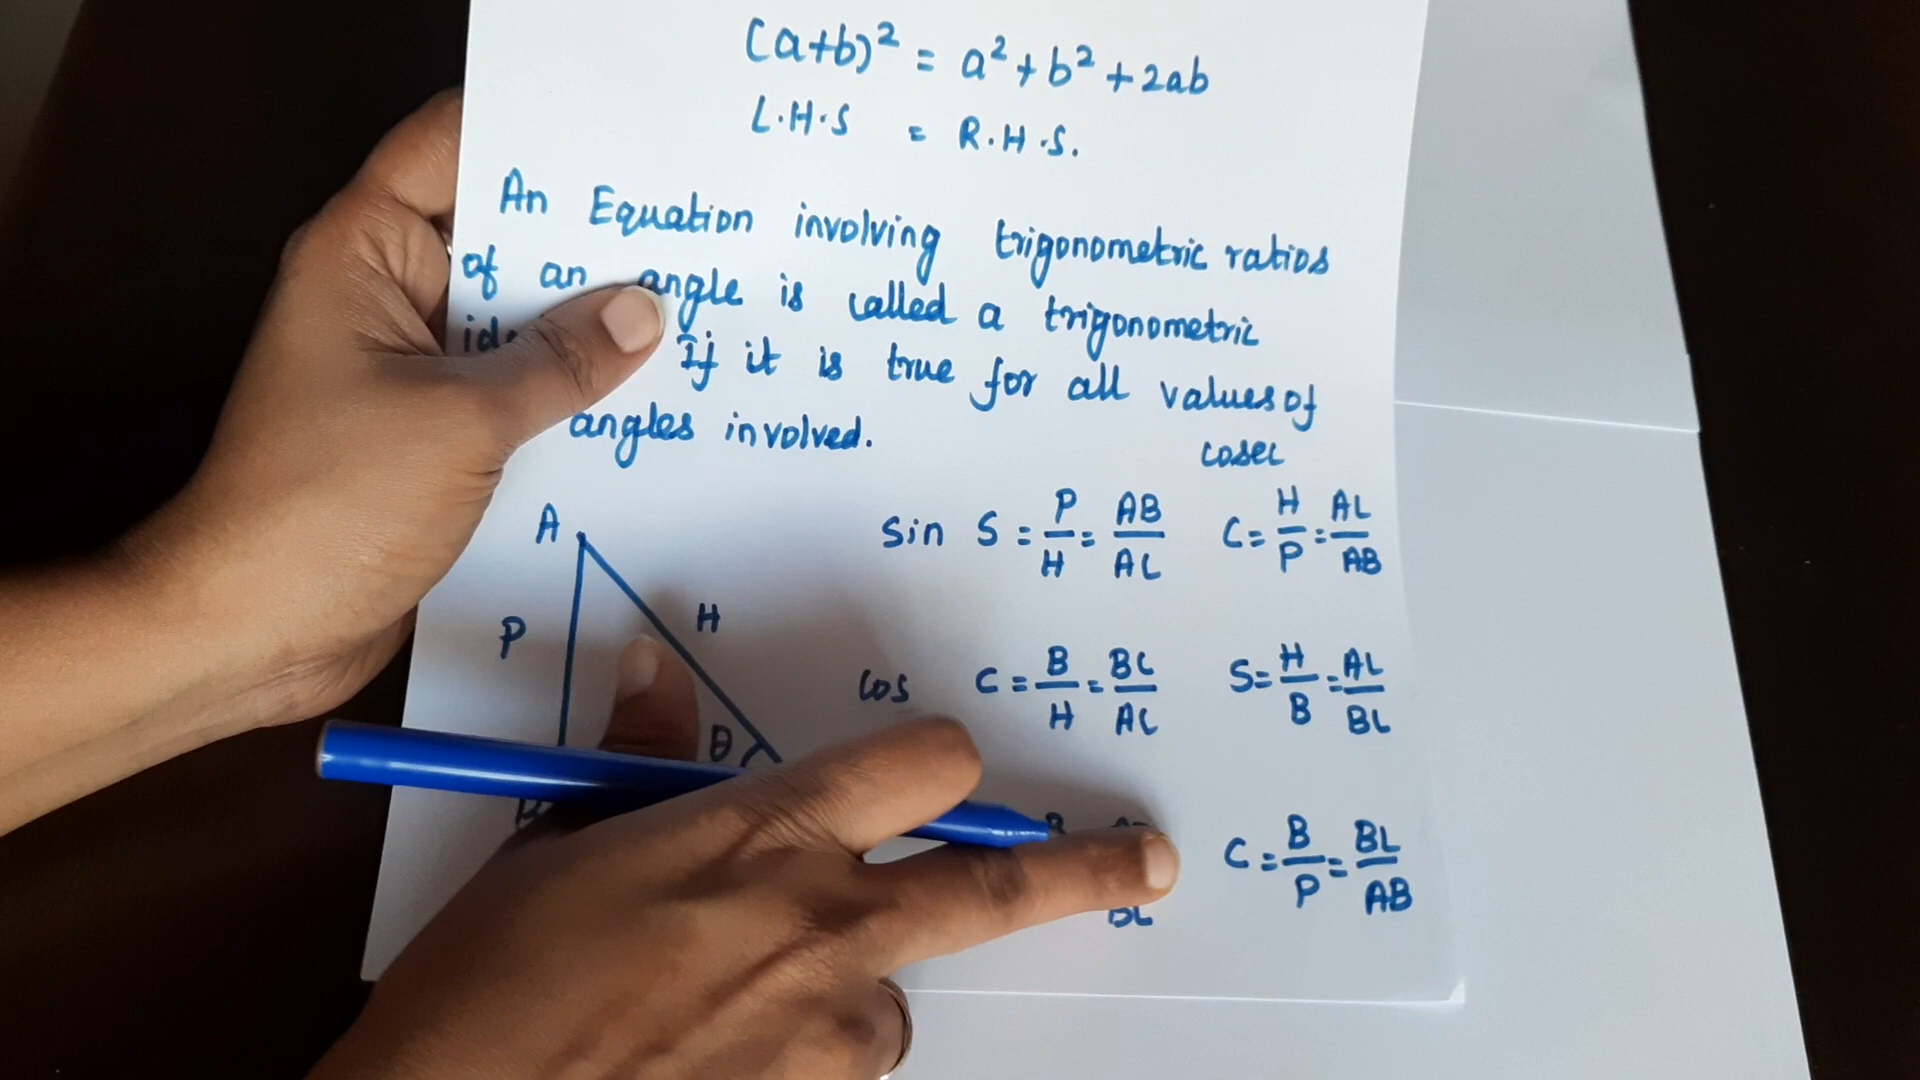 (a+b)² = a²+b²+2ab
L.H.S = R.H.S.
An Equation involving trigonometric ratios
of an angle is called a trigonometric
If it is true for all values of
angles involved.
cosec
A
P
H
θ
sin S = P/H = AB/AC C = H/P = AC/AB
cos C = B/H = BC/AC S = H/B = AC/BC
BC
C = B/P = BC/AB